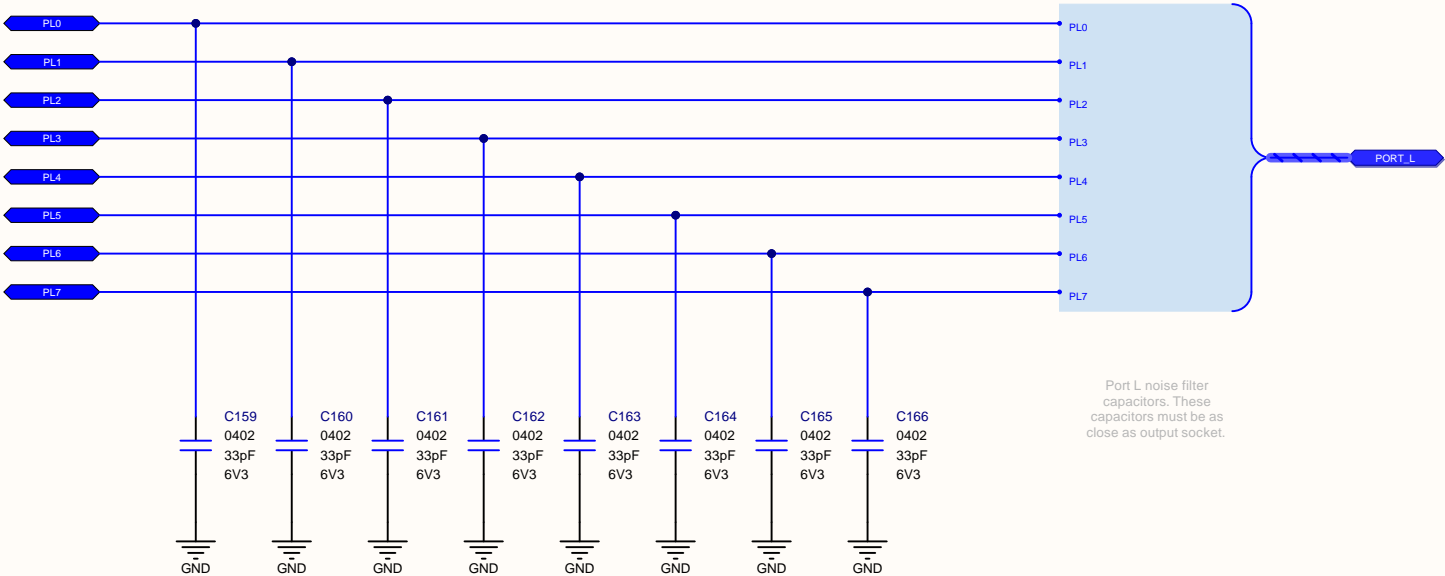 PL0
PL0
PL1
PL1
PL2
PL2
PL3
PL3
PORT_L
PL4
PL4
PL5
PL5
PL6
PL6
PL7
PL7
Port L noise filter
capacitors. These
capacitors must be as
close as output socket.
C159
0402
33pF
6V3
C160
0402
33pF
6V3
C161
0402
33pF
6V3
C162
0402
33pF
6V3
C163
0402
33pF
6V3
C164
0402
33pF
6V3
C165
0402
33pF
6V3
C166
0402
33pF
6V3
GND
GND
GND
GND
GND
GND
GND
GND